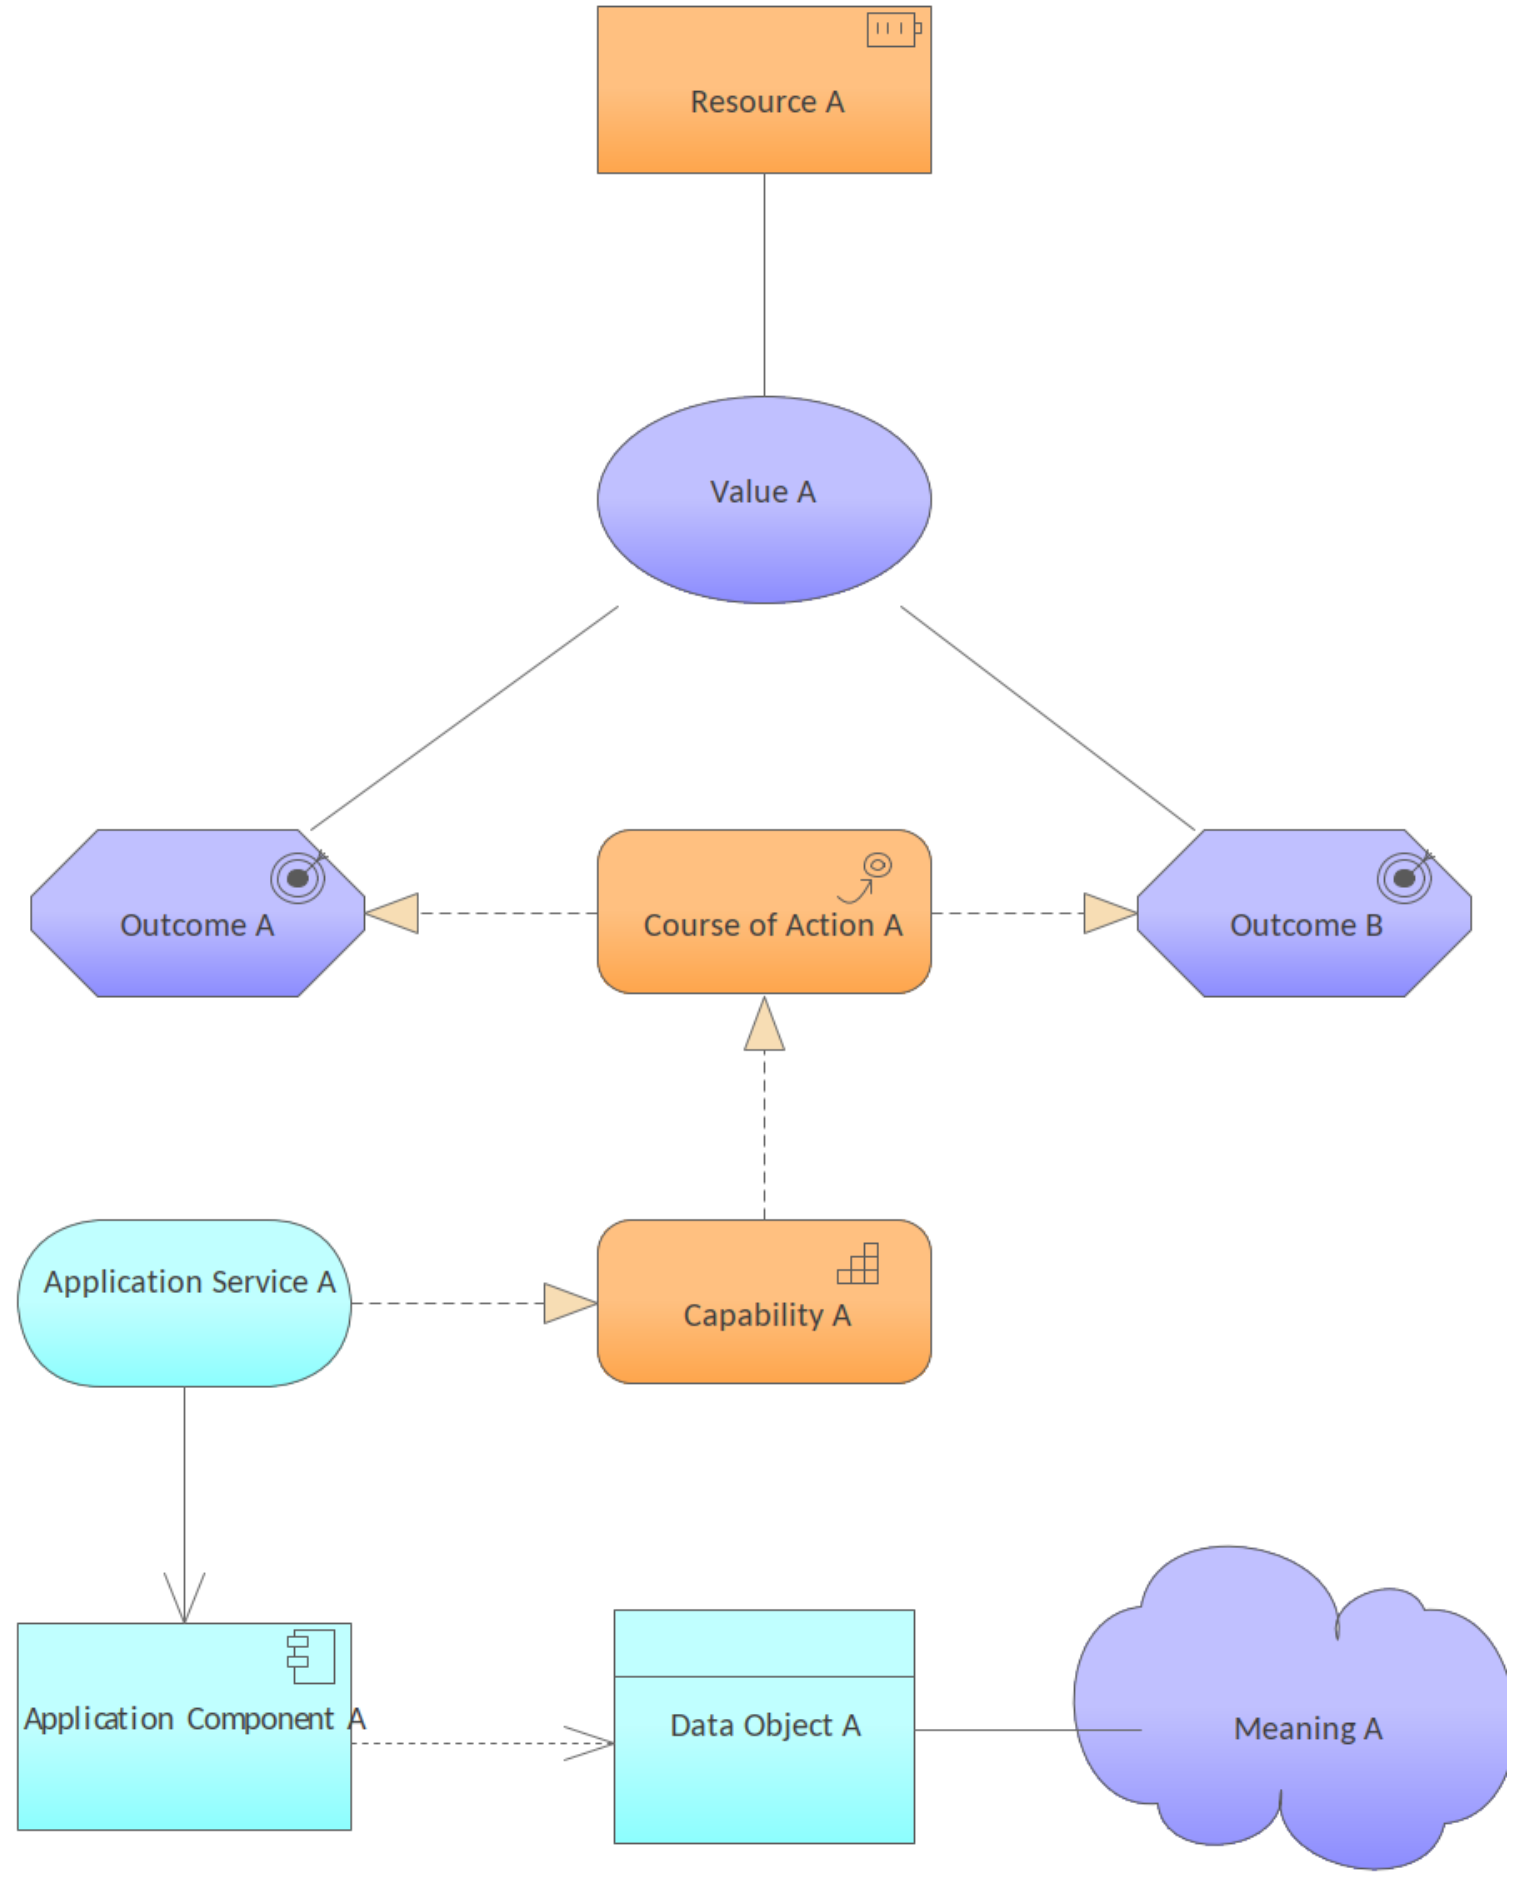 Resource A
Value A
Outcome A
Course of Action A
Outcome B
Application Service A
Capability A
Application Component A
Data Object A
Meaning A